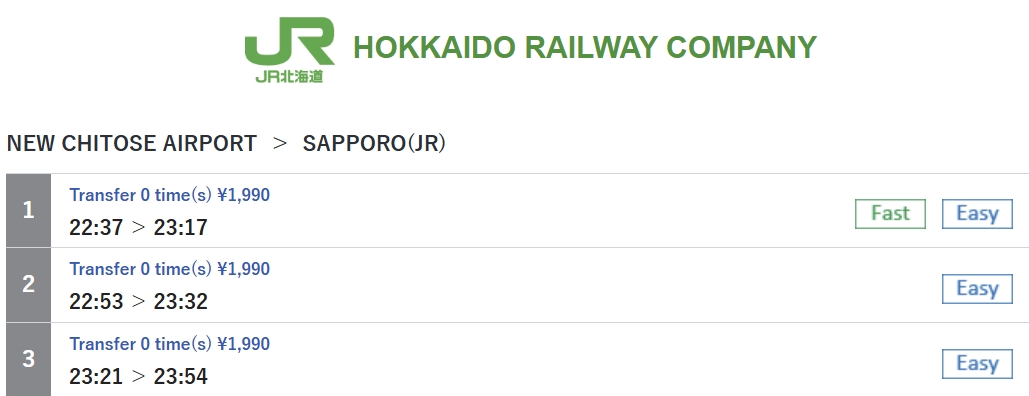 JR
JR北海道
HOKKAIDO RAILWAY COMPANY
NEW CHITOSE AIRPORT > SAPPORO(JR)
1
Transfer 0 time(s) ¥1,990
22:37 > 23:17
Fast Easy
2
Transfer 0 time(s) ¥1,990
22:53 > 23:32
Easy
3
Transfer 0 time(s) ¥1,990
23:21 > 23:54
Easy